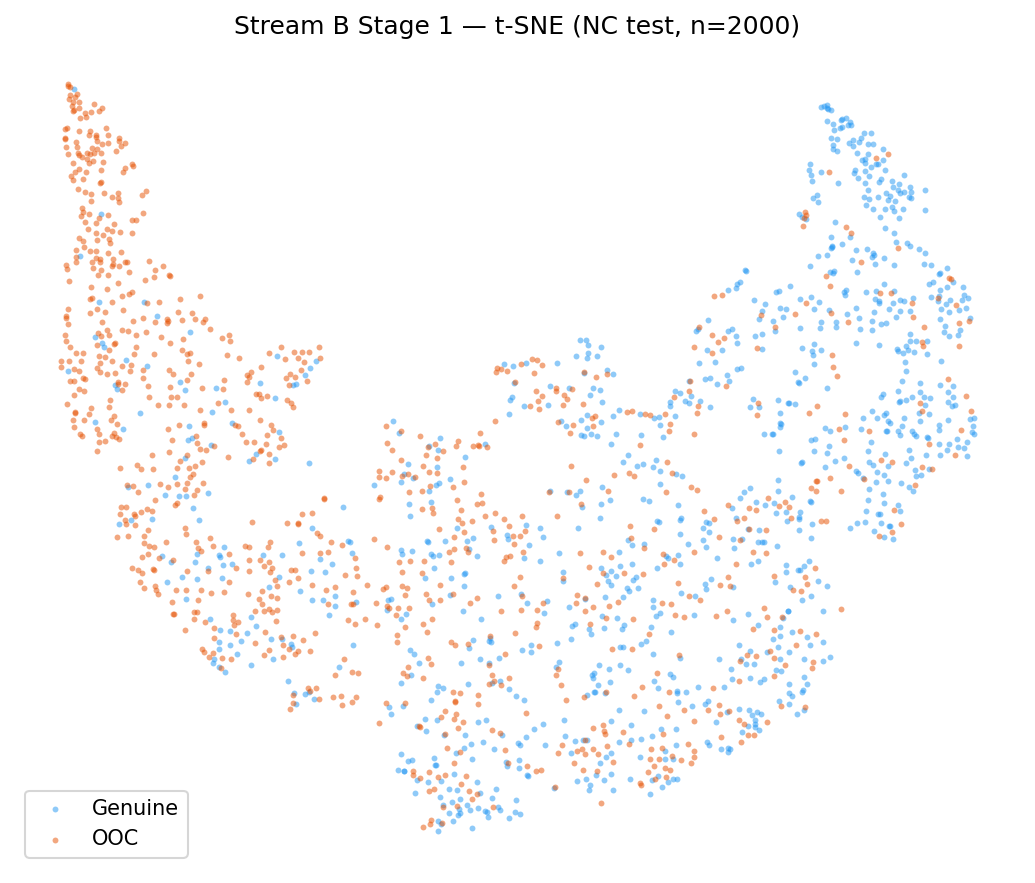 Stream B Stage 1 — t-SNE (NC test, n=2000)
Genuine
OOC